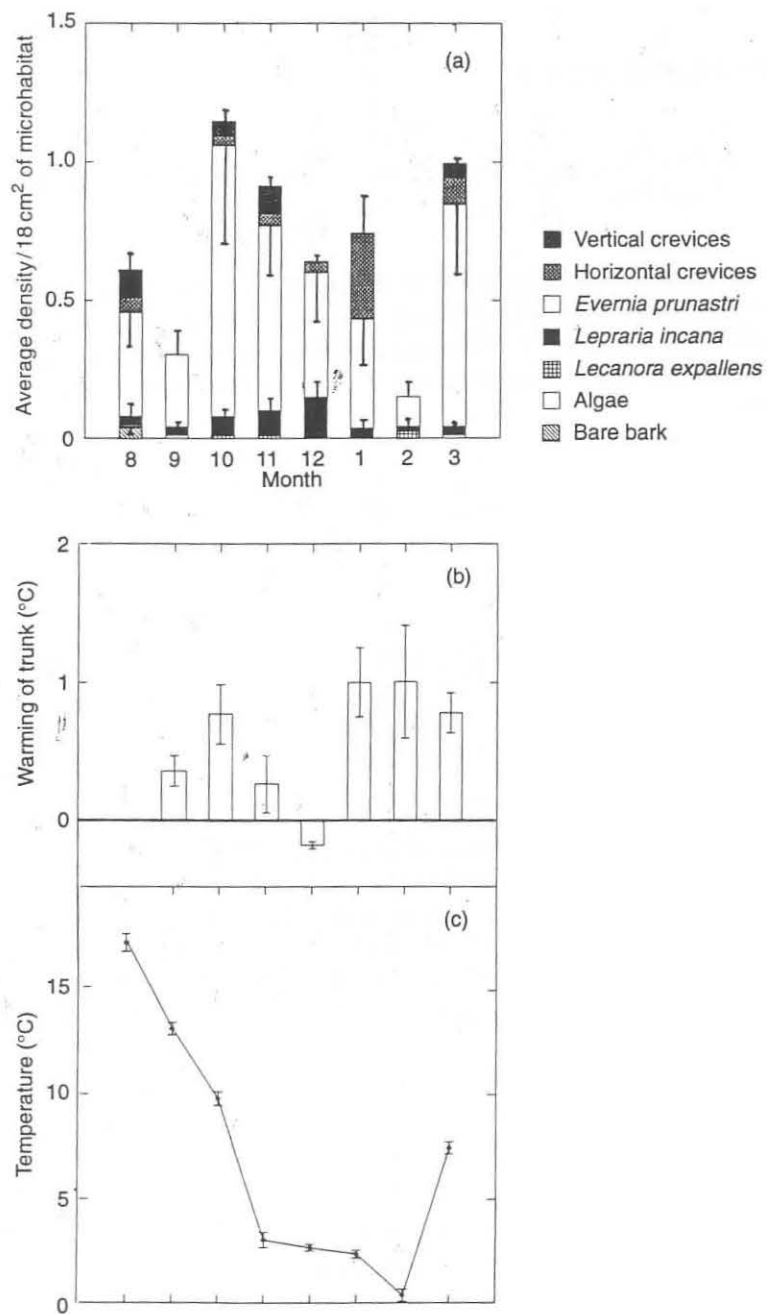 1.5
(a)
1.0
0.5
0
Average density/18 cm² of microhabitat
8 9 10 11 12 1 2 3
Month
Vertical crevices
Horizontal crevices
Evernia prunastri
Lepraria incana
Lecanora expallens
Algae
Bare bark
2
(b)
1
0
Warming of trunk (°C)
(c)
15
10
5
0
Temperature (°C)